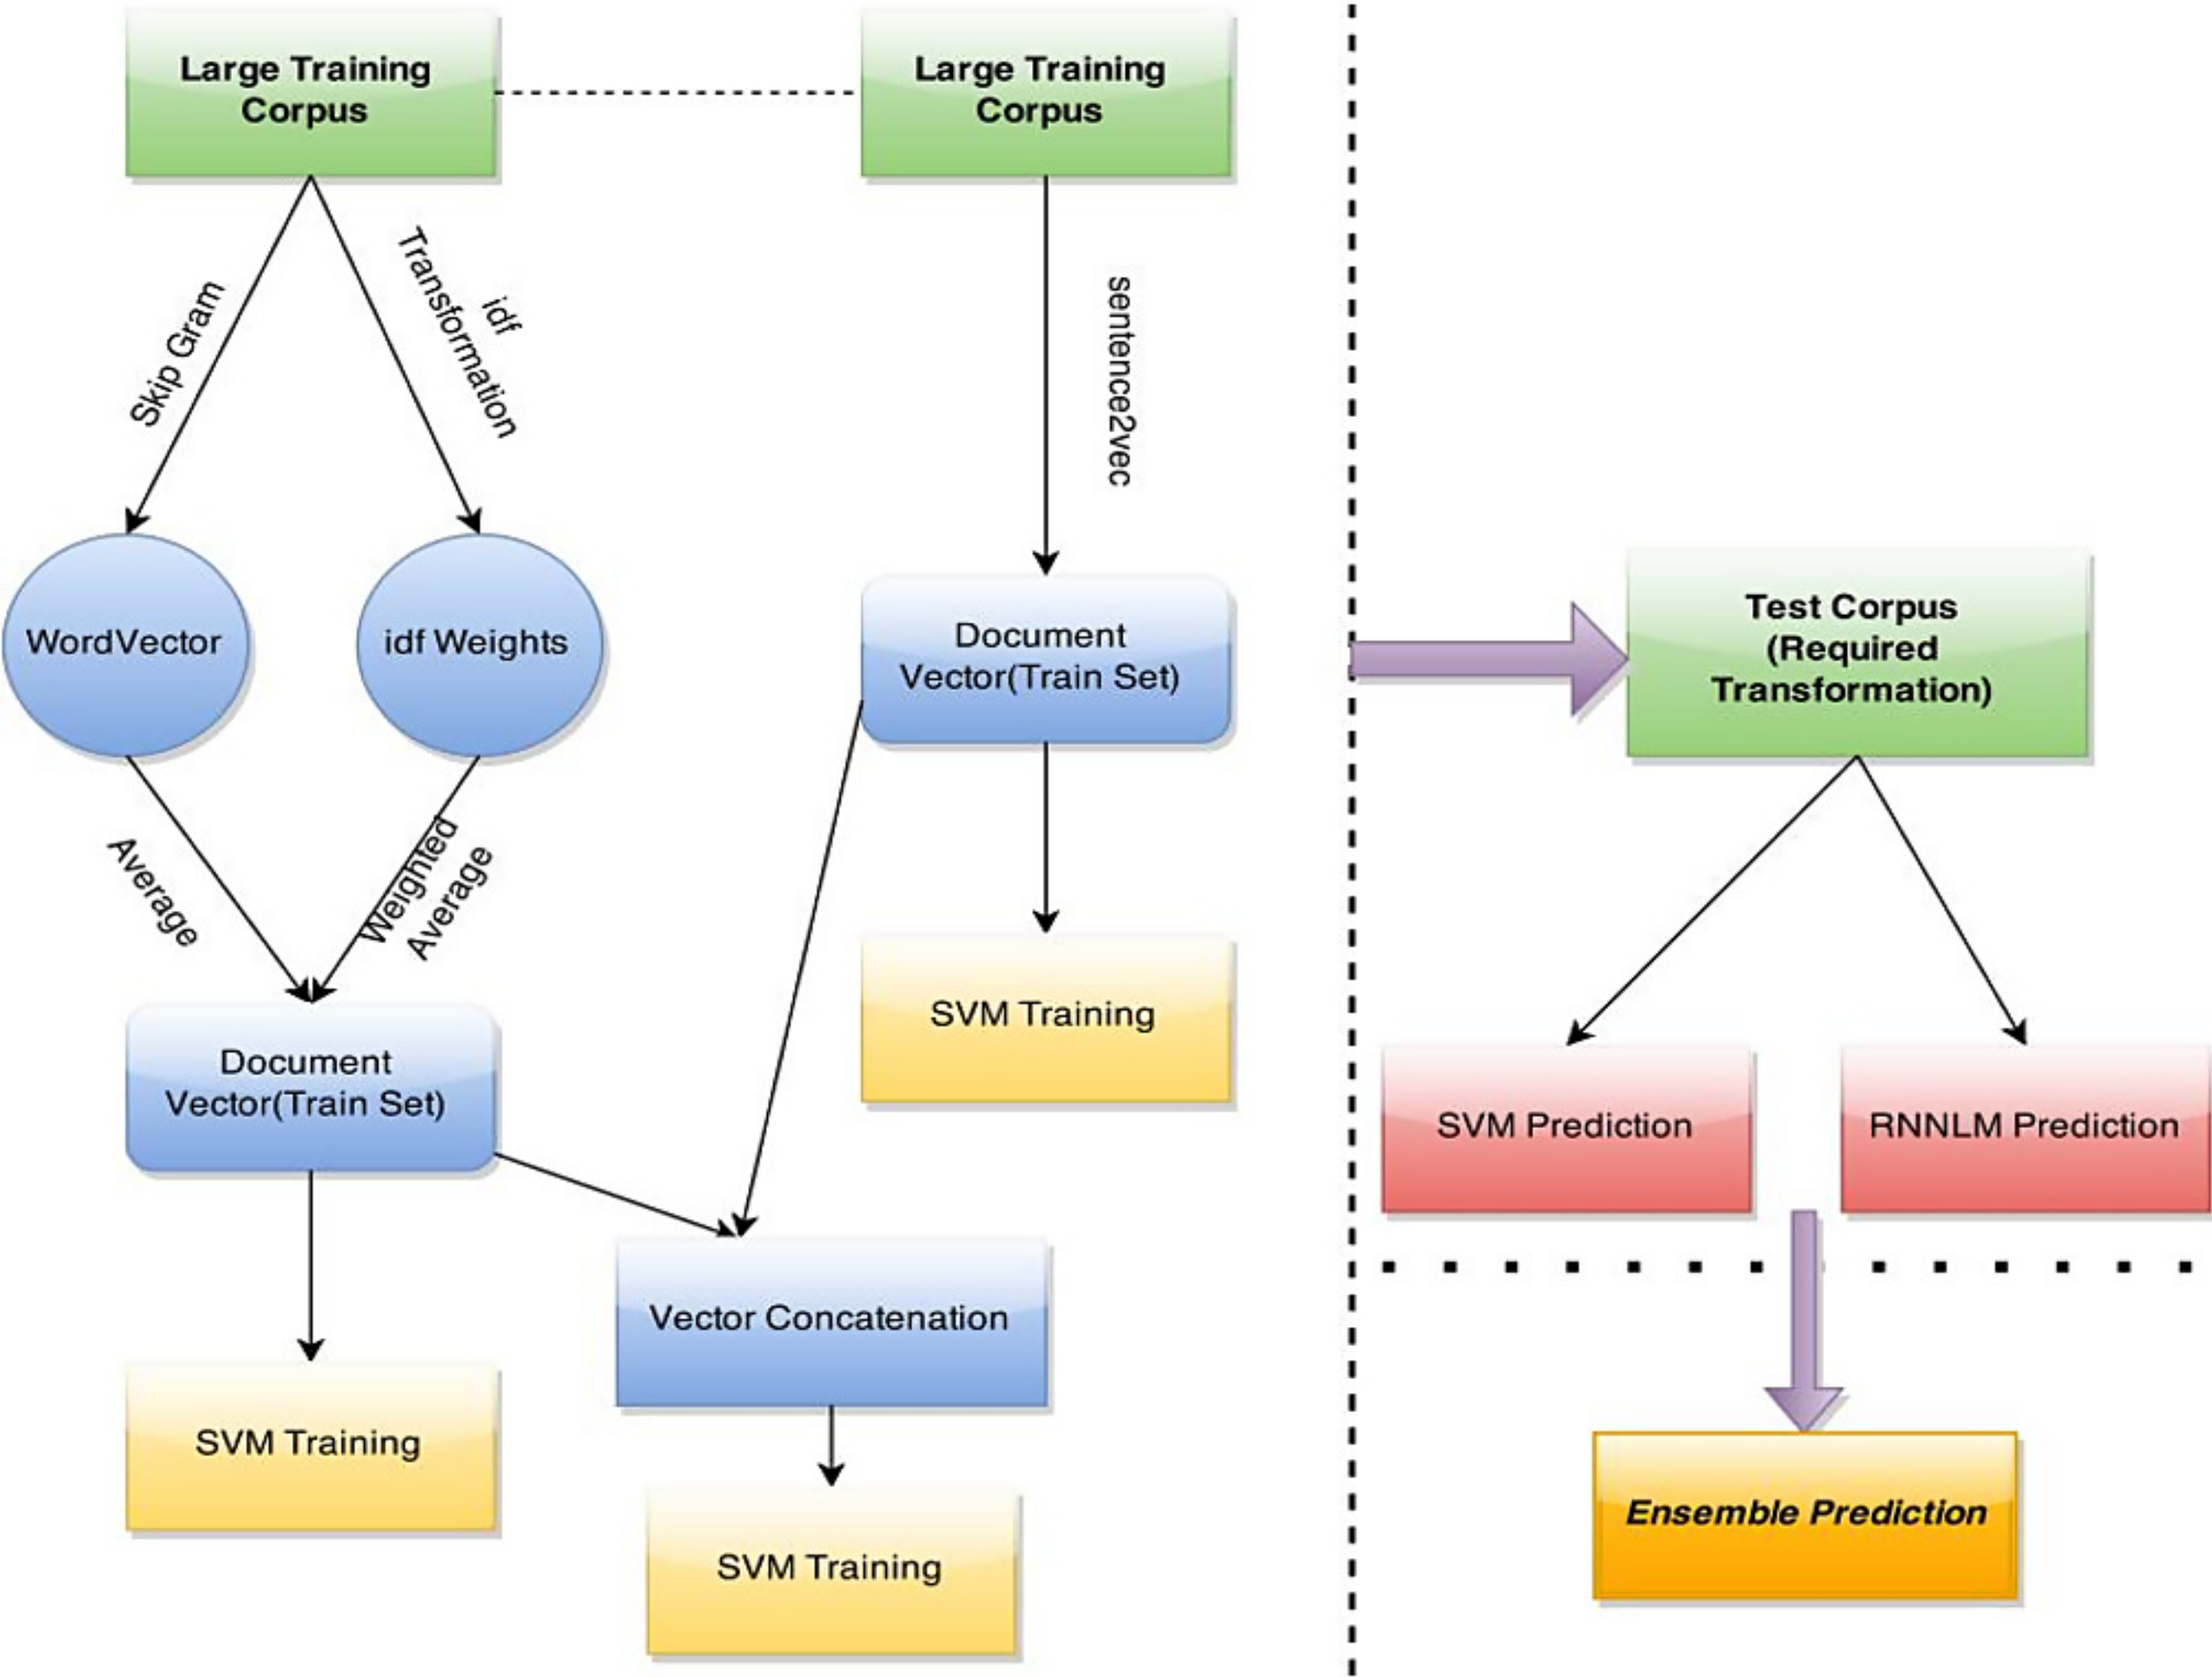 Large Training
Corpus
Large Training
Corpus
Skip Gram
idf
Transformation
sentence2vec
WordVector
idf Weights
Document
Vector(Train Set)
Test Corpus
(Required
Transformation)
Average
Weighted
Average
SVM Training
Document
Vector(Train Set)
SVM Prediction
RNNLM Prediction
Vector Concatenation
SVM Training
SVM Training
Ensemble Prediction